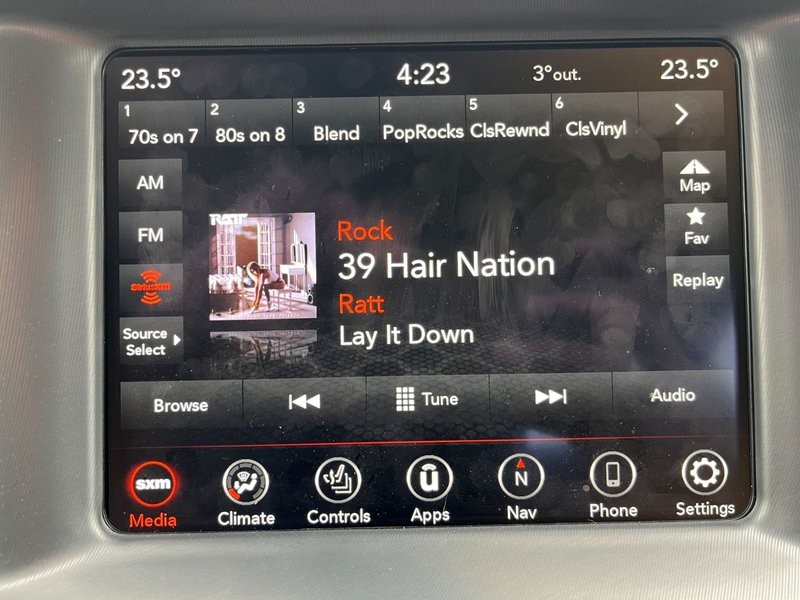 23.5° 4:23 3°out. 23.5°
1 2 3 4 5 6
70s on 7 80s on 8 Blend PopRocks ClsRewnd ClsVinyl
AM
Map
FM
Fav
SiriusXM
Replay
Source
Select
RATT
Rock
39 Hair Nation
Ratt
Lay It Down
Browse Tune Audio
sxm
Media Climate Controls Apps Nav Phone Settings
U
N